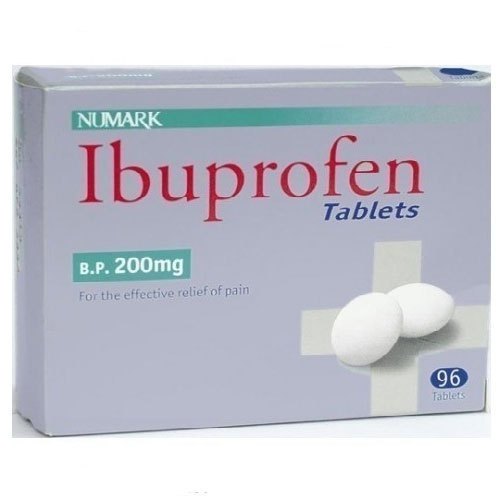 NUMARK
Ibuprofen
Tablets
B.P. 200mg
For the effective relief of pain
96
Tablets